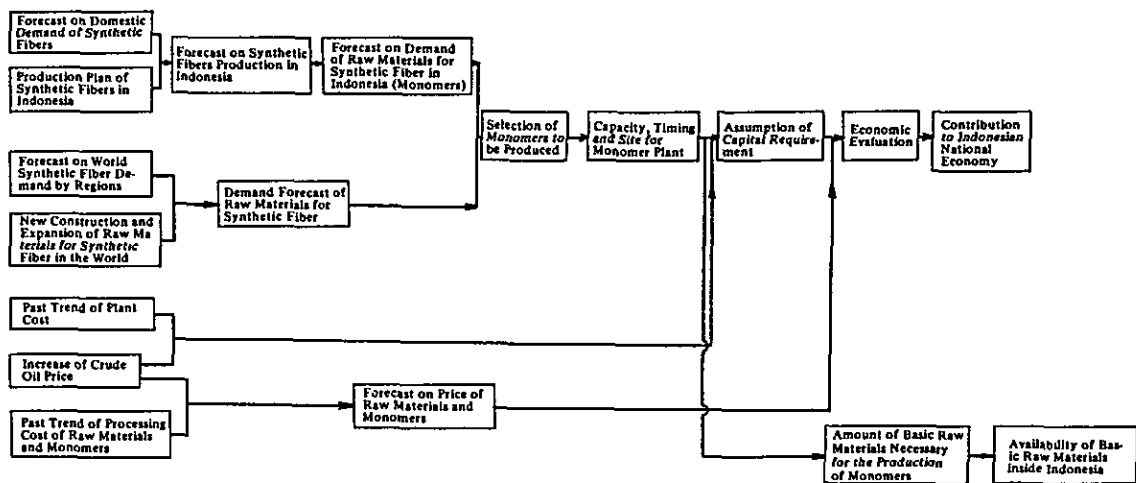 Forecast on Domestic
Demand of Synthetic
Fibers
Production Plan of
Synthetic Fibers in
Indonesia
Forecast on Synthetic
Fibers Production in
Indonesia
Forecast on Demand
of Raw Materials for
Synthetic Fiber in
Indonesia (Monomers)
Forecast on World
Synthetic Fiber De-
mand by Regions
New Construction and
Expansion of Raw Ma
terials for Synthetic
Fiber in the World
Demand Forecast of
Raw Materials for
Synthetic Fiber
Selection of
Monomers to
be Produced
Capacity, Timing
and Site for
Monomer Plant
Assumption of
Capital Require-
ment
Economic
Evaluation
Contribution
to Indonesian
National
Economy
Past Trend of Plant
Cost
Increase of Crude
Oil Price
Past Trend of Processing
Cost of Raw Materials
and Monomers
Forecast on Price of
Raw Materials and
Monomers
Amount of Basic Raw
Materials Necessary
for the Production
of Monomers
Availability of Bas-
ic Raw Materials
Inside Indonesia